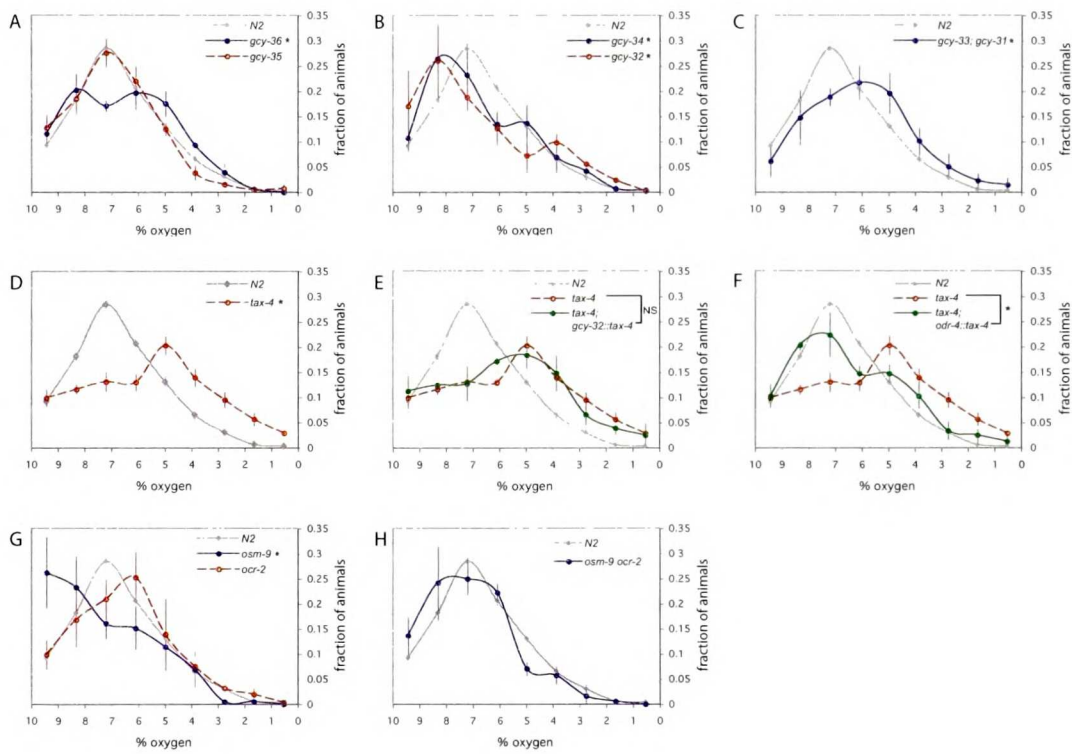 A
N2
gcy-36 *
gcy-35
0.35
0.3
0.25
0.2
0.15
0.1
0.05
0
fraction of animals
10 9 8 7 6 5 4 3 2 1 0
% oxygen
B
N2
gcy-34 *
gcy-32 *
0.35
0.3
0.25
0.2
0.15
0.1
0.05
0
fraction of animals
10 9 8 7 6 5 4 3 2 1 0
% oxygen
C
N2
gcy-33; gcy-31 *
0.35
0.3
0.25
0.2
0.15
0.1
0.05
0
fraction of animals
10 9 8 7 6 5 4 3 2 1 0
% oxygen
D
N2
tax-4 *
0.35
0.3
0.25
0.2
0.15
0.1
0.05
0
fraction of animals
10 9 8 7 6 5 4 3 2 1 0
% oxygen
E
N2
tax-4
tax-4;
gcy-32::tax-4
NS
0.35
0.3
0.25
0.2
0.15
0.1
0.05
0
fraction of animals
10 9 8 7 6 5 4 3 2 1 0
% oxygen
F
N2
tax-4
tax-4;
odr-4::tax-4
*
0.35
0.3
0.25
0.2
0.15
0.1
0.05
0
fraction of animals
10 9 8 7 6 5 4 3 2 1 0
% oxygen
G
N2
osm-9 *
ocr-2
0.35
0.3
0.25
0.2
0.15
0.1
0.05
0
fraction of animals
10 9 8 7 6 5 4 3 2 1 0
% oxygen
H
N2
osm-9 ocr-2
0.35
0.3
0.25
0.2
0.15
0.1
0.05
0
fraction of animals
10 9 8 7 6 5 4 3 2 1 0
% oxygen